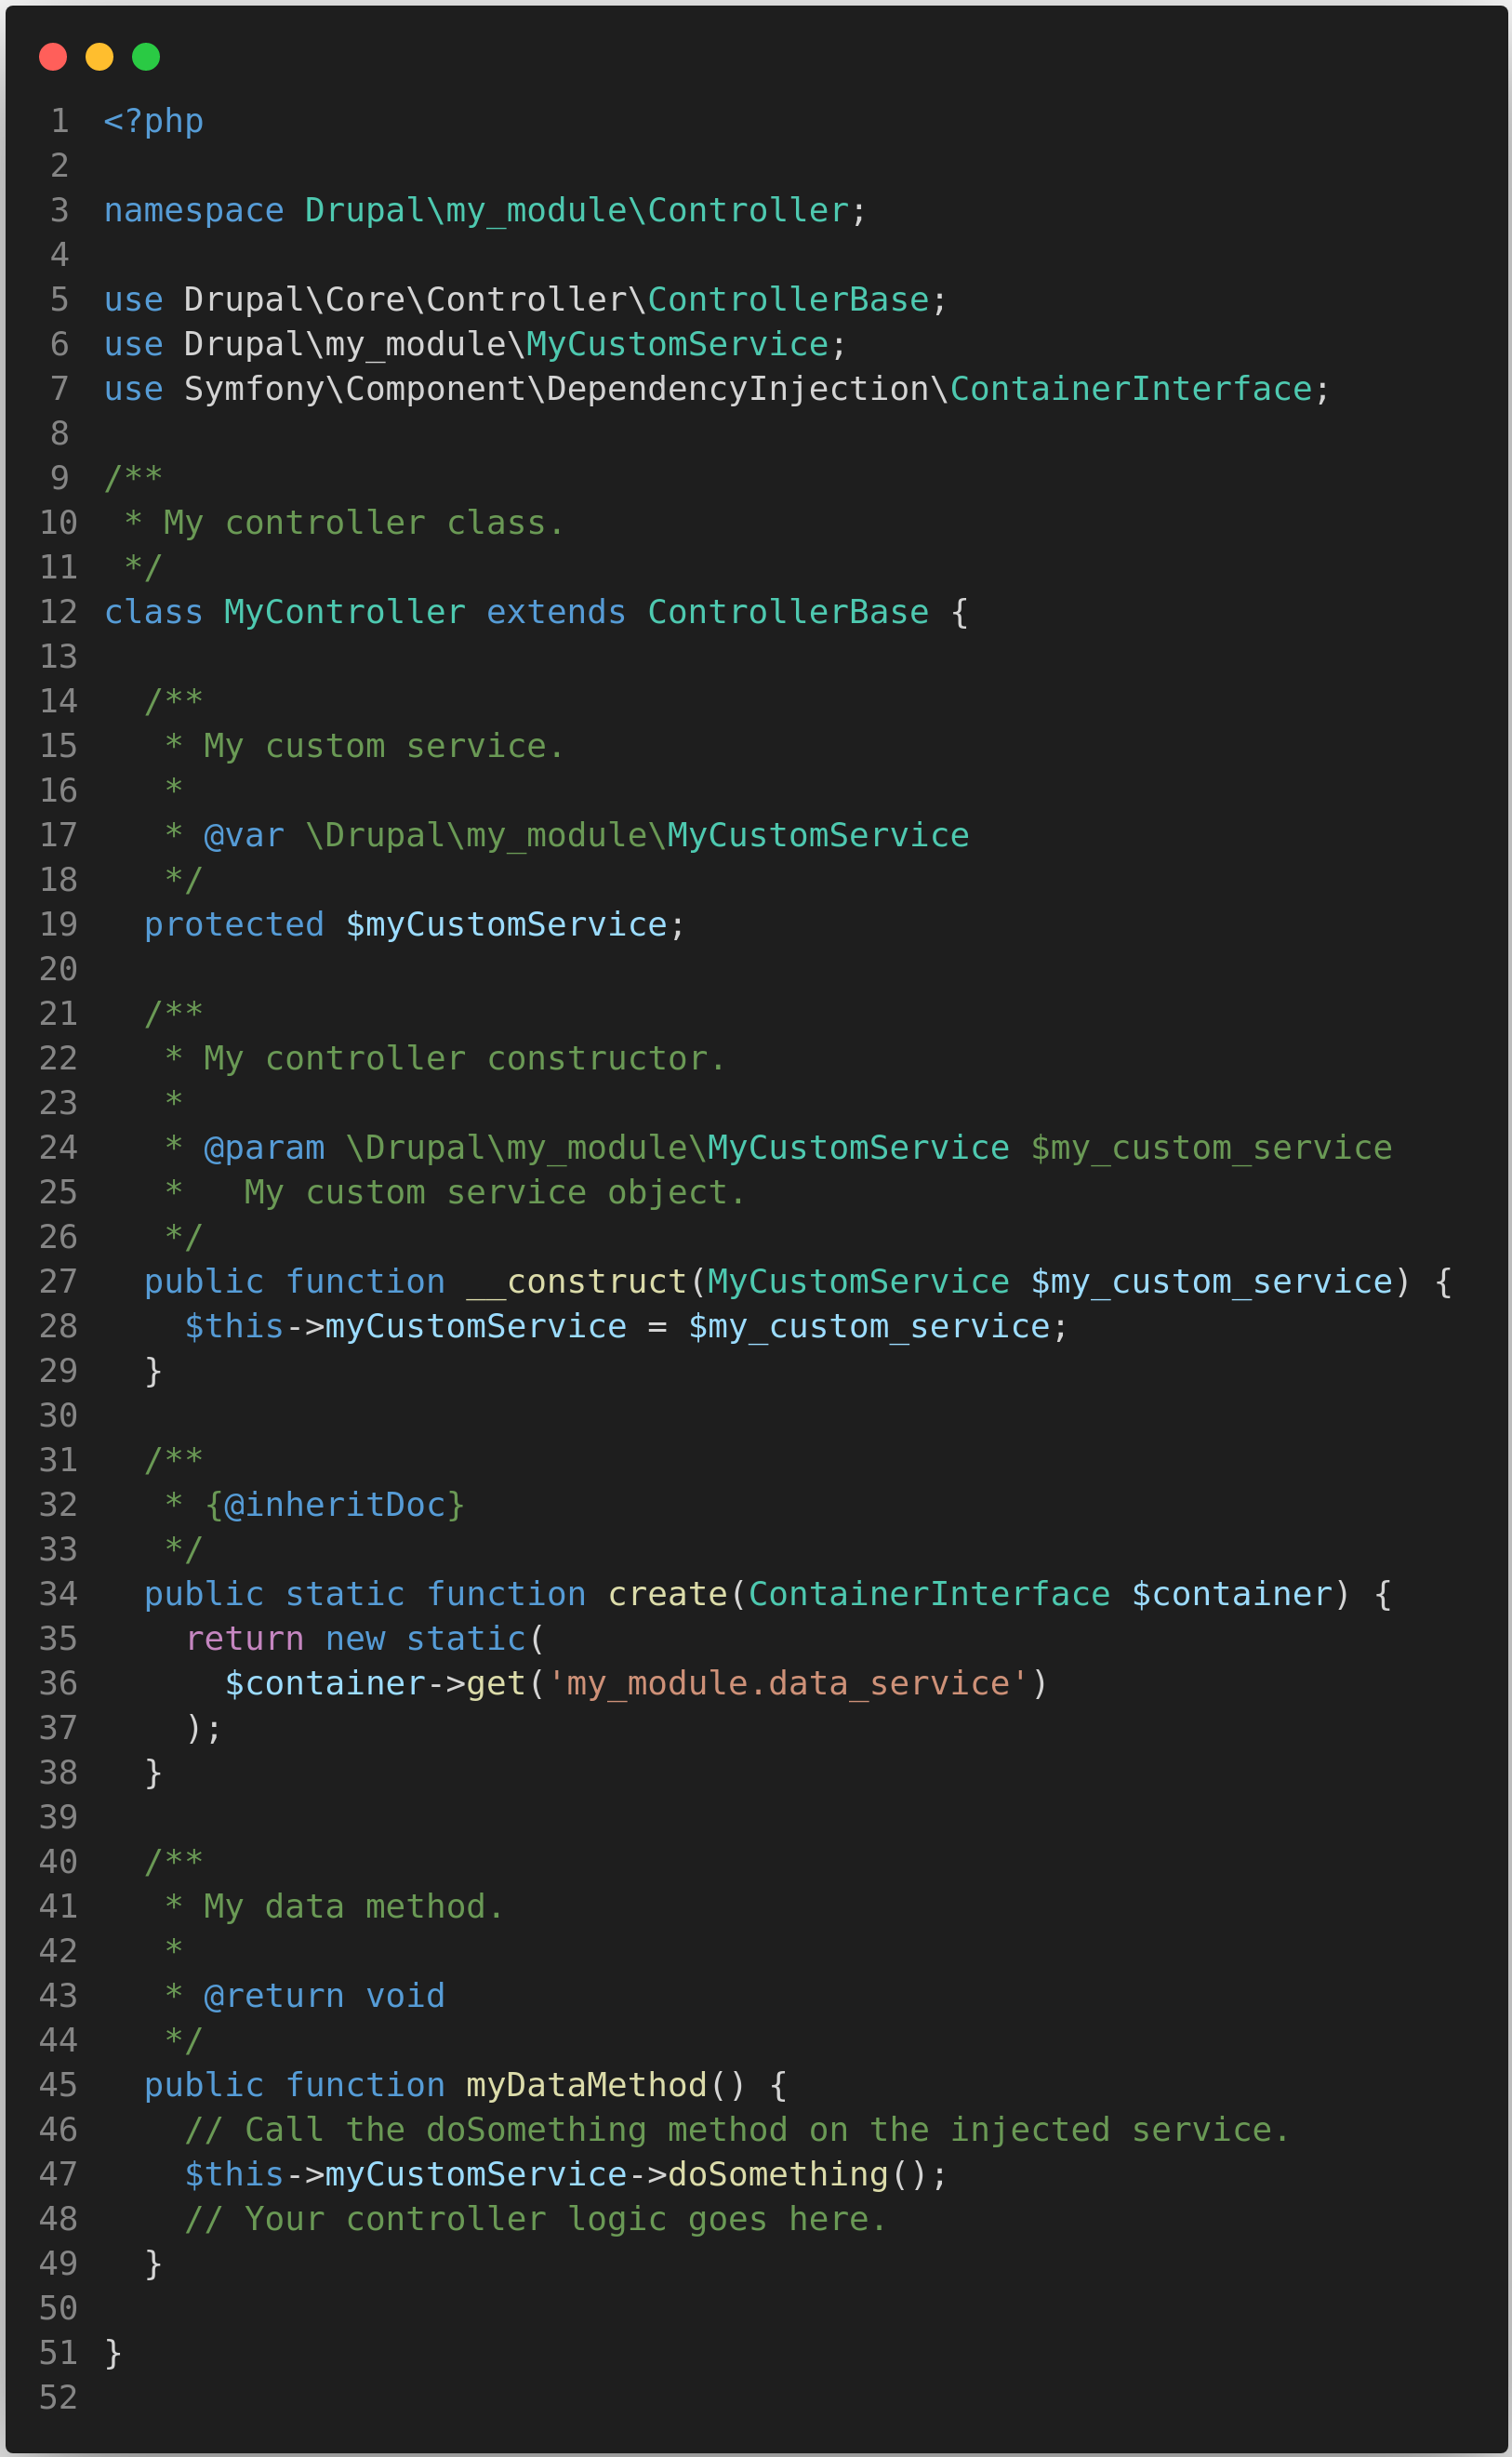 1 <?php
2
3 namespace Drupal\my_module\Controller;
4
5 use Drupal\Core\Controller\ControllerBase;
6 use Drupal\my_module\MyCustomService;
7 use Symfony\Component\DependencyInjection\ContainerInterface;
8
9 /**
10  * My controller class.
11  */
12 class MyController extends ControllerBase {
13
14   /**
15    * My custom service.
16    *
17    * @var \Drupal\my_module\MyCustomService
18    */
19   protected $myCustomService;
20
21   /**
22    * My controller constructor.
23    *
24    * @param \Drupal\my_module\MyCustomService $my_custom_service
25    *   My custom service object.
26    */
27   public function __construct(MyCustomService $my_custom_service) {
28     $this->myCustomService = $my_custom_service;
29   }
30
31   /**
32    * {@inheritDoc}
33    */
34   public static function create(ContainerInterface $container) {
35     return new static(
36       $container->get('my_module.data_service')
37     );
38   }
39
40   /**
41    * My data method.
42    *
43    * @return void
44    */
45   public function myDataMethod() {
46     // Call the doSomething method on the injected service.
47     $this->myCustomService->doSomething();
48     // Your controller logic goes here.
49   }
50
51 }
52